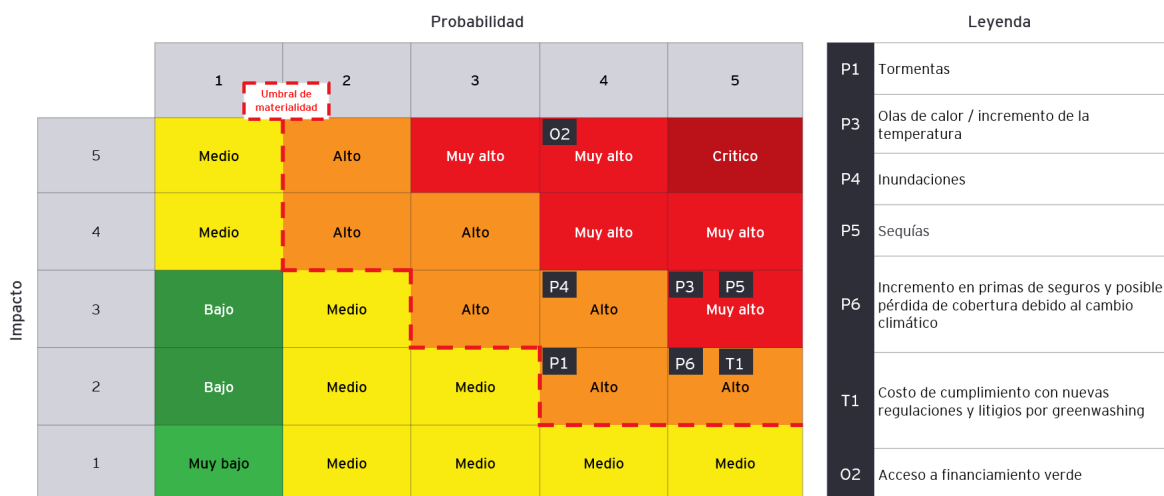 Probabilidad
Leyenda
1 2 3 4 5
Umbral de
materialidad
Impacto
5 Medio Alto Muy alto O2 Muy alto Critico
4 Medio Alto Alto Muy alto Muy alto
3 Bajo Medio Alto P4 Alto P3 P5 Muy alto
2 Bajo Medio Medio P1 Alto P6 T1 Alto
1 Muy bajo Medio Medio Medio Medio
P1 Tormentas
P3 Olas de calor / incremento de la
temperatura
P4 Inundaciones
P5 Sequías
P6 Incremento en primas de seguros y posible
pérdida de cobertura debido al cambio
climático
T1 Costo de cumplimiento con nuevas
regulaciones y litigios por greenwashing
O2 Acceso a financiamiento verde